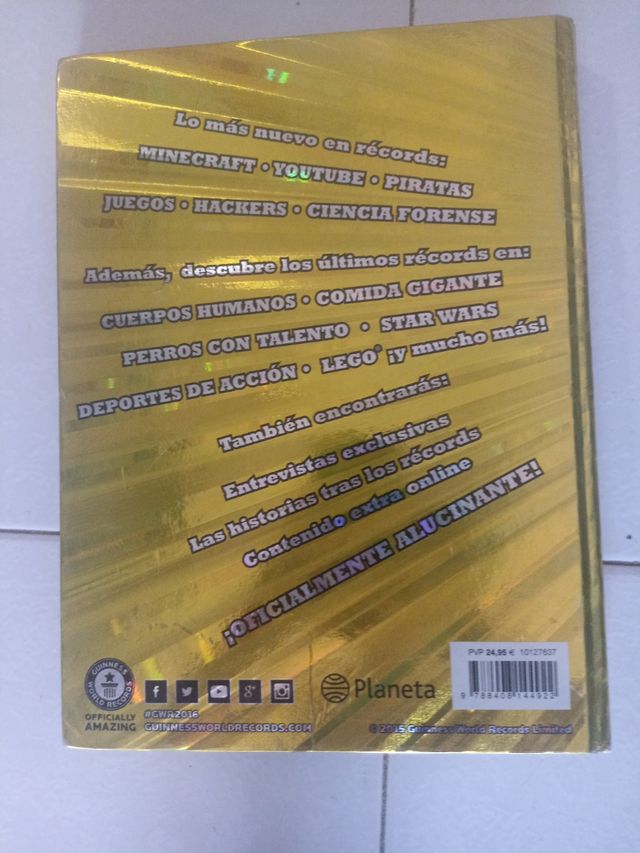 Lo más nuevo en récords:
MINECRAFT • YOUTUBE • PIRATAS
JUEGOS • HACKERS • CIENCIA FORENSE
Además, descubre los últimos récords en:
CUERPOS HUMANOS • COMIDA GIGANTE
PERROS CON TALENTO • STAR WARS
DEPORTES DE ACCIÓN • LEGO® ¡y mucho más!
También encontrarás:
Entrevistas exclusivas
Las historias tras los récords
Contenido extra online
¡OFICIALMENTE ALUCINANTE!
GUINNESS
WORLD RECORDS
OFFICIALLY
AMAZING
f You Tube g+
#GWR2016
GUINNESSWORLDRECORDS.COM
Planeta
PVP 24,95 € 10127637
9 788408 144922
© 2015 Guinness World Records Limited